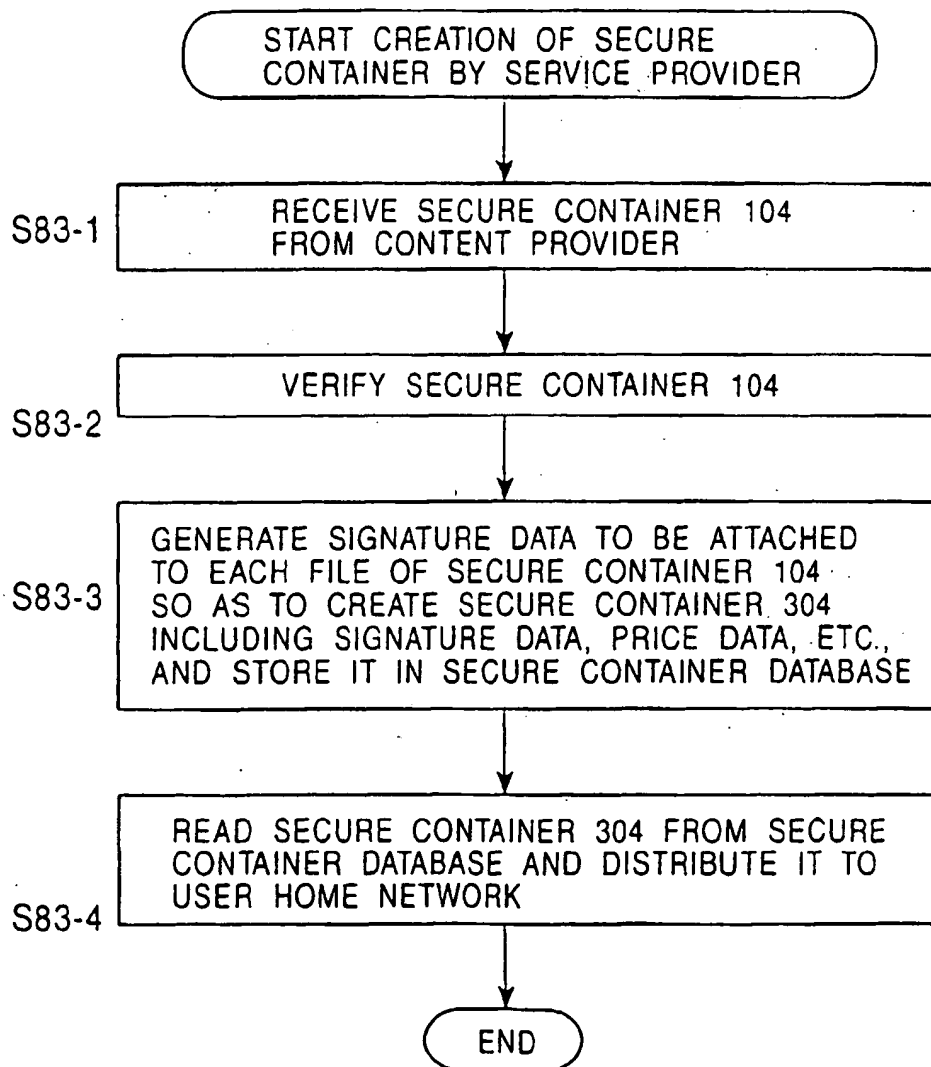 START CREATION OF SECURE
CONTAINER BY SERVICE PROVIDER
S83-1
RECEIVE SECURE CONTAINER 104
FROM CONTENT PROVIDER
VERIFY SECURE CONTAINER 104
S83-2
GENERATE SIGNATURE DATA TO BE ATTACHED
TO EACH FILE OF SECURE CONTAINER 104
S83-3
SO AS TO CREATE SECURE CONTAINER 304
INCLUDING SIGNATURE DATA, PRICE DATA, ETC.,
AND STORE IT IN SECURE CONTAINER DATABASE
READ SECURE CONTAINER 304 FROM SECURE
CONTAINER DATABASE AND DISTRIBUTE IT TO
USER HOME NETWORK
S83-4
END